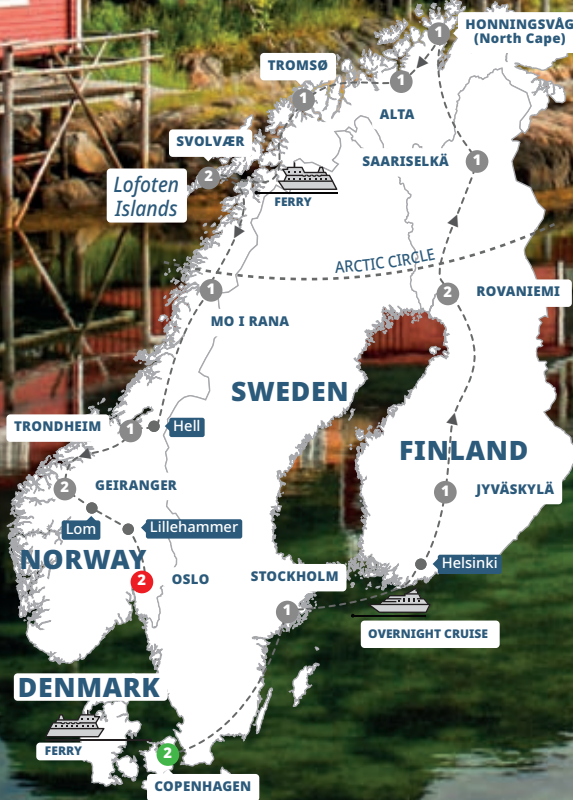 HONNINGSVÅG
(North Cape)
1
TROMSØ
1
1
ALTA
SVOLVÆR
SAARISELKÄ
1
2
Lofoten
Islands
FERRY
ARCTIC CIRCLE
1
2
ROVANIEMI
MO I RANA
SWEDEN
TRONDHEIM
1
Hell
FINLAND
2
GEIRANGER
1
JYVÄSKYLÄ
Lom
Lillehammer
NORWAY
Helsinki
2
OSLO
STOCKHOLM
1
OVERNIGHT CRUISE
DENMARK
FERRY
2
COPENHAGEN